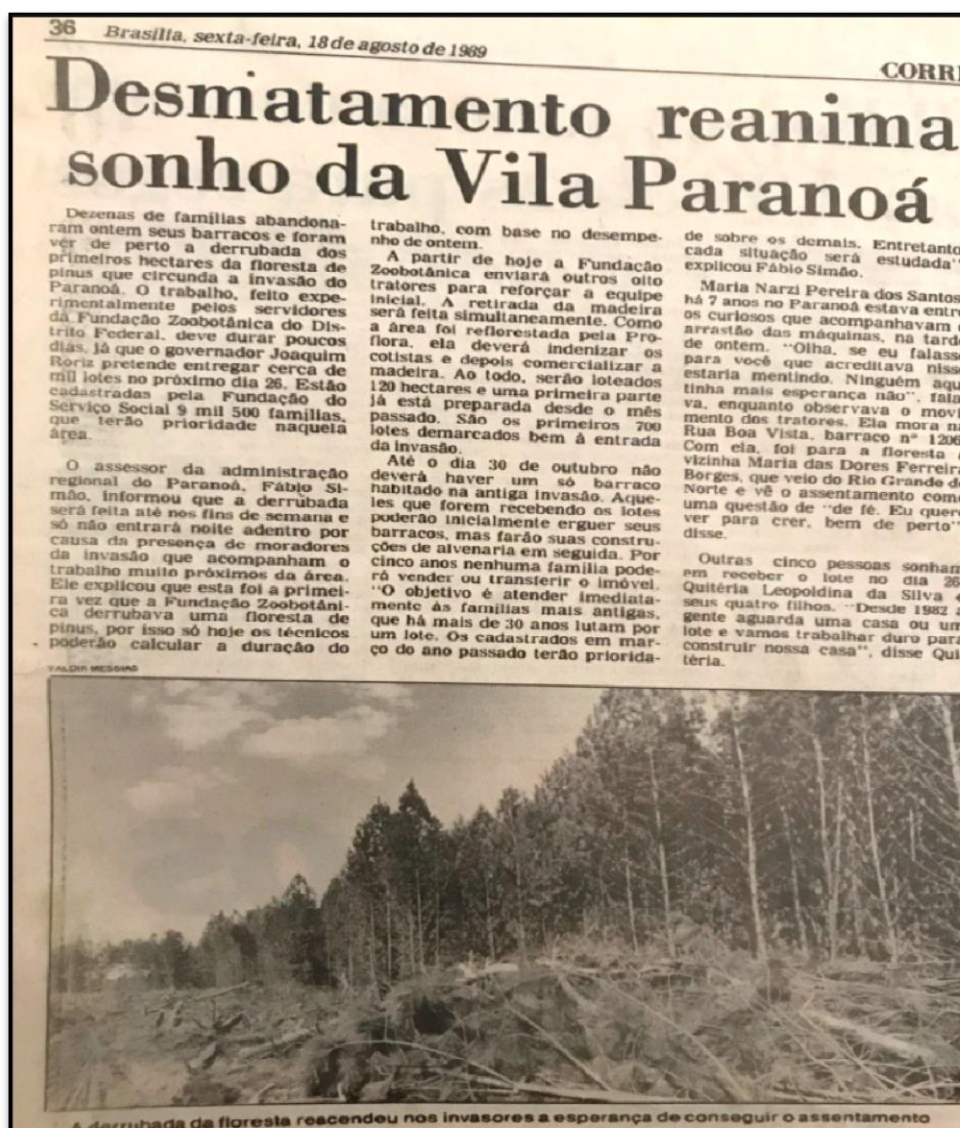 36 Brasília, sexta-feira, 18 de agosto de 1989
CORRE
Desmatamento reanima
sonho da Vila Paranoá
Dezenas de famílias abandona-
ram ontem seus barracos e foram
ver de perto a derrubada dos
primeiros hectares da floresta de
pinus que circunda a invasão do
Paranoá. O trabalho, feito expe-
rimentalmente pelos servidores
da Fundação Zoobotânica do Dis-
trito Federal, deve durar poucos
dias, já que o governador Joaquim
Roriz pretende entregar cerca de
mil lotes no próximo dia 26. Estão
cadastradas pela Fundação do
Serviço Social 9 mil 500 famílias,
que terão prioridade naquela
área.
O assessor da administração
regional do Paranoá, Fábio Si-
mão, informou que a derrubada
será feita até nos fins de semana e
só não entrará noite adentro por
causa da presença de moradores
da invasão que acompanham o
trabalho muito próximos da área.
Ele explicou que esta foi a primei-
ra vez que a Fundação Zoobotâni-
ca derrubava uma floresta de
pinus, por isso só hoje os técnicos
poderão calcular a duração do
trabalho, com base no desempe-
nho de ontem.
A partir de hoje a Fundação
Zoobotânica enviará outros oito
tratores para reforçar a equipe
inicial. A retirada da madeira
será feita simultaneamente. Como
a área foi reflorestada pela Pro-
flora, ela deverá indenizar os
cotistas e depois comercializar a
madeira. Ao todo, serão loteados
120 hectares e uma primeira parte
já está preparada desde o mês
passado. São os primeiros 700
lotes demarcados bem à entrada
da invasão.
Até o dia 30 de outubro não
deverá haver um só barraco
habitado na antiga invasão. Aque-
les que forem recebendo os lotes
poderão inicialmente erguer seus
barracos, mas farão suas constru-
ções de alvenaria em seguida. Por
cinco anos nenhuma família pode-
rá vender ou transferir o imóvel.
"O objetivo é atender imediata-
mente às famílias mais antigas,
que há mais de 30 anos lutam por
um lote. Os cadastrados em mar-
ço do ano passado terão priorida-
de sobre os demais. Entretanto,
cada situação será estudada"
explicou Fábio Simão.
Maria Narzi Pereira dos Santos,
há 7 anos no Paranoá estava entre
os curiosos que acompanhavam o
arrastão das máquinas, na tarde
de ontem. "Olha, se eu falasse
para você que acreditava nisso
estaria mentindo. Ninguém aqui
tinha mais esperança não", fala-
va, enquanto observava o movi-
mento dos tratores. Ela mora na
Rua Boa Vista, barraco nº 1206.
Com ela, foi para a floresta a
vizinha Maria das Dores Ferreira
Borges, que veio do Rio Grande do
Norte e vê o assentamento como
uma questão de "de fé. Eu quero
ver para crer, bem de perto"
disse.
Outras cinco pessoas sonham
em receber o lote no dia 26.
Quitéria Leopoldina da Silva e
seus quatro filhos. "Desde 1982 a
gente aguarda uma casa ou um
lote e vamos trabalhar duro para
construir nossa casa", disse Qui-
téria.
VALDIR MESSIAS
A derrubada da floresta reacendeu nos invasores a esperança de conseguir o assentamento